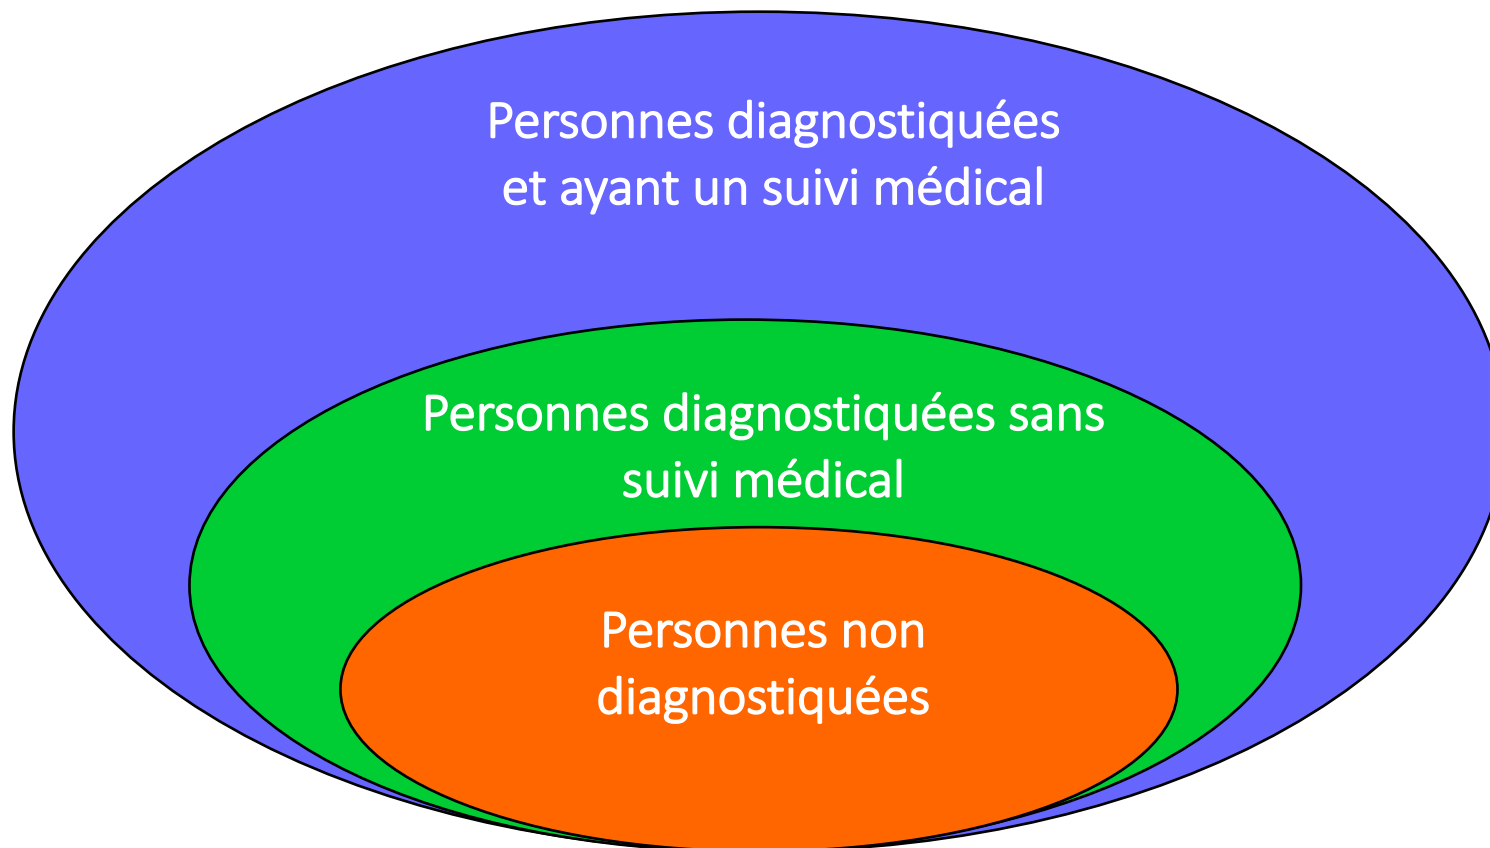 Personnes diagnostiquées
et ayant un suivi médical
Personnes diagnostiquées sans
suivi médical
Personnes non
diagnostiquées